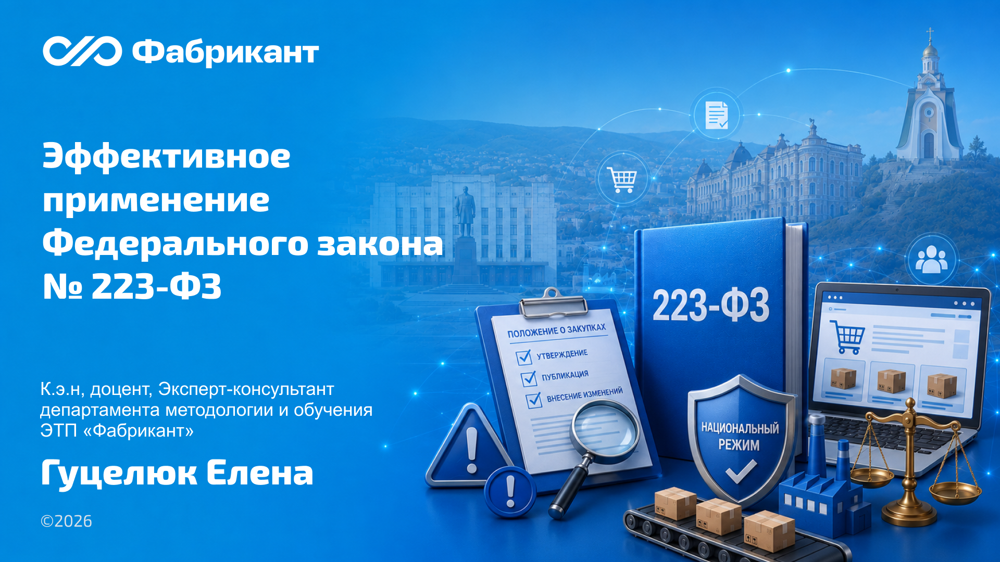 Фабрикант
Эффективное
применение
Федерального закона
№ 223-ФЗ
К.э.н, доцент, Эксперт-консультант
департамента методологии и обучения
ЭТП «Фабрикант»
Гуцелюк Елена
©2026
ПОЛОЖЕНИЕ О ЗАКУПКАХ
УТВЕРЖДЕНИЕ
ПУБЛИКАЦИЯ
ВНЕСЕНИЕ ИЗМЕНЕНИЙ
223-ФЗ
НАЦИОНАЛЬНЫЙ
РЕЖИМ